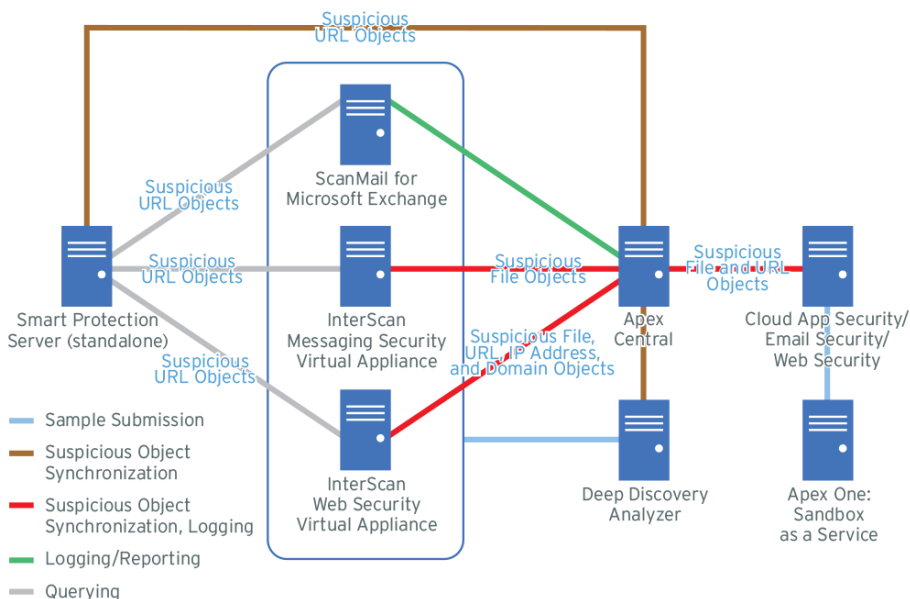 Suspicious
URL Objects
ScanMail for
Microsoft Exchange
Suspicious
URL Objects
Suspicious
URL Objects
Suspicious
File Objects
Suspicious
File and URL
Objects
Smart Protection
Server (standalone)
InterScan
Messaging Security
Virtual Appliance
Apex
Central
Cloud App Security/
Email Security/
Web Security
Suspicious File,
URL, IP Address,
and Domain Objects
Suspicious
URL Objects
InterScan
Web Security
Virtual Appliance
Deep Discovery
Analyzer
Apex One:
Sandbox
as a Service
Sample Submission
Suspicious Object
Synchronization
Suspicious Object
Synchronization, Logging
Logging/Reporting
Querying